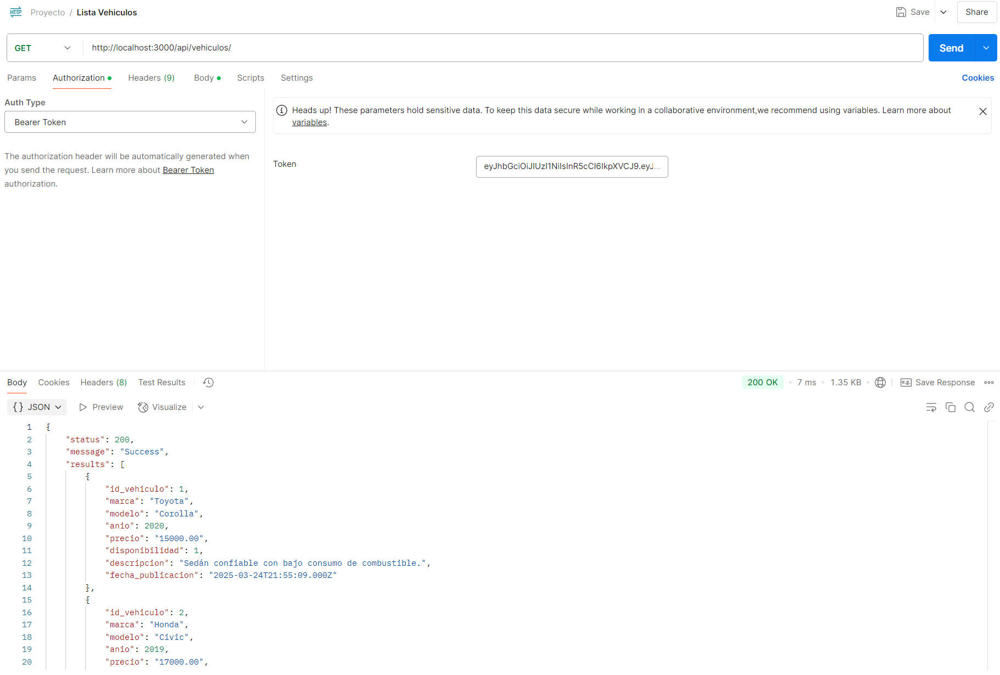 HTTP Proyecto / Lista Vehiculos Save Share
GET http://localhost:3000/api/vehiculos/ Send
Params Authorization Headers (9) Body Scripts Settings Cookies
Auth Type
Bearer Token
The authorization header will be automatically generated when
you send the request. Learn more about Bearer Token
authorization.
Heads up! These parameters hold sensitive data. To keep this data secure while working in a collaborative environment,we recommend using variables. Learn more about
variables.
Token eyJhbGciOiJIUzI1NiIsInR5cCI6IkpXVCJ9.eyJ...
Body Cookies Headers (8) Test Results 200 OK 7 ms 1.35 KB e.g. Save Response
{} JSON Preview Visualize
1 {
2 "status": 200,
3 "message": "Success",
4 "results": [
5 {
6 "id_vehiculo": 1,
7 "marca": "Toyota",
8 "modelo": "Corolla",
9 "anio": 2020,
10 "precio": "15000.00",
11 "disponibilidad": 1,
12 "descripcion": "Sedán confiable con bajo consumo de combustible.",
13 "fecha_publicacion": "2025-03-24T21:55:09.000Z"
14 },
15 {
16 "id_vehiculo": 2,
17 "marca": "Honda",
18 "modelo": "Civic",
19 "anio": 2019,
20 "precio": "17000.00",